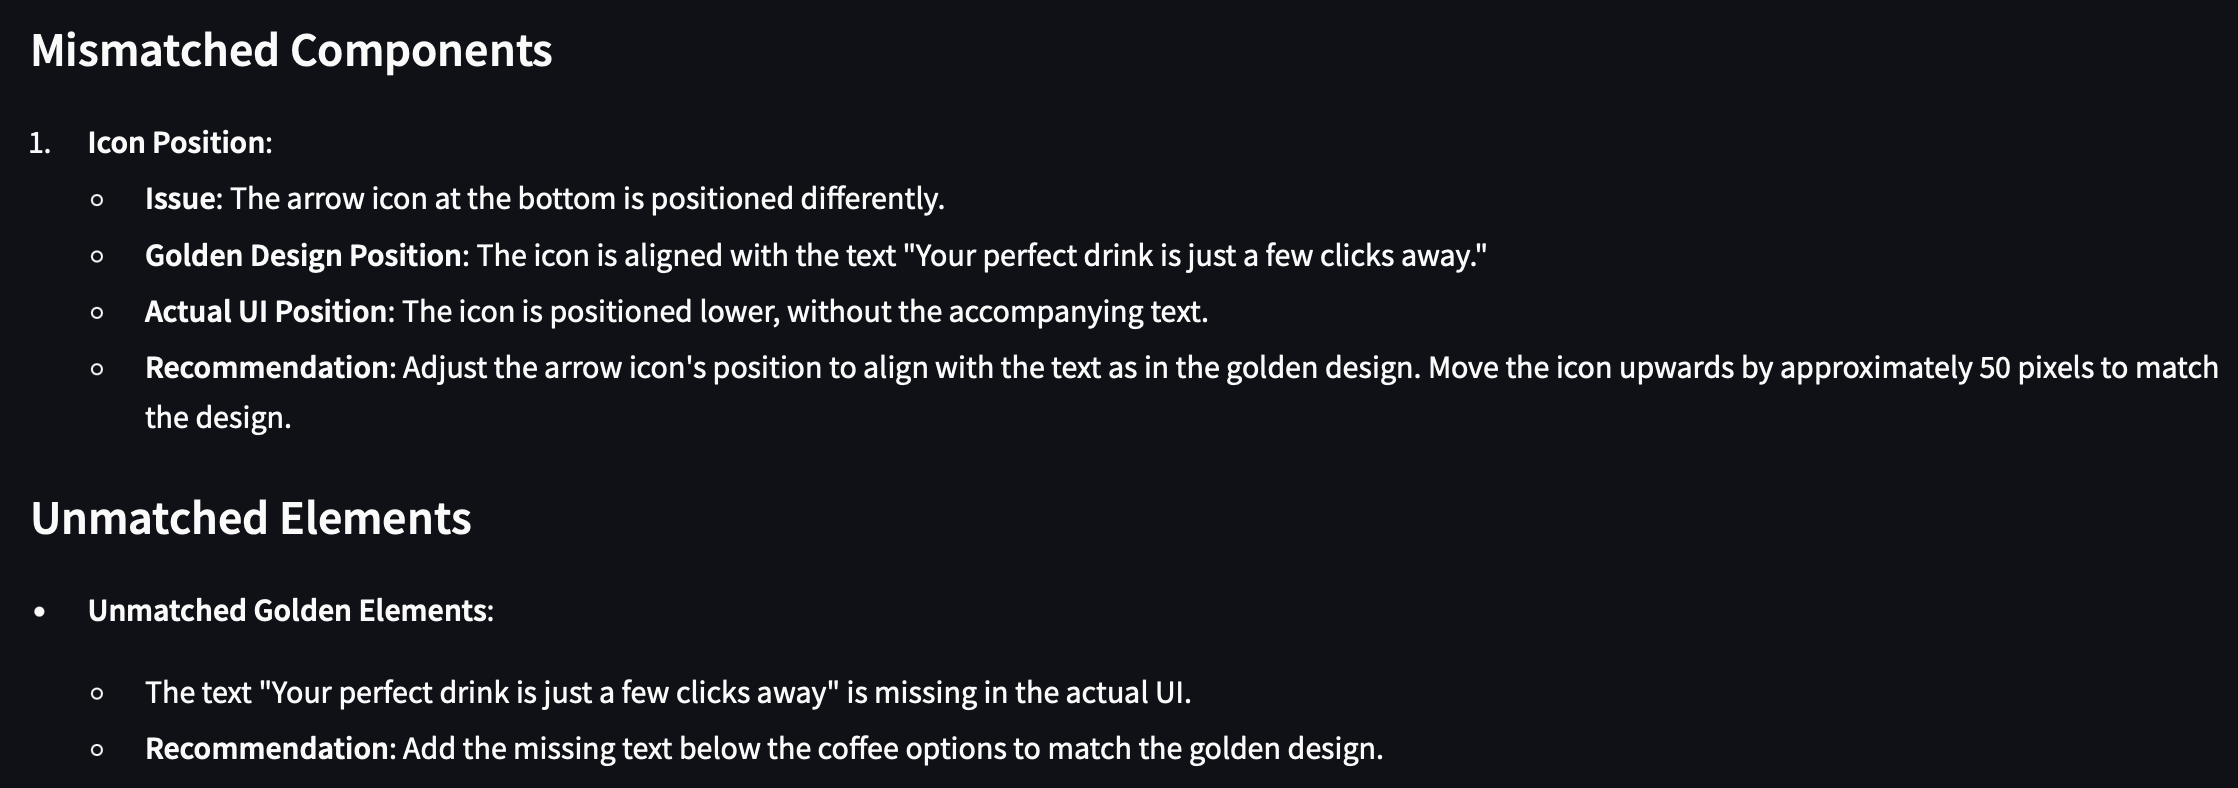 Mismatched Components
1. Icon Position:
Issue: The arrow icon at the bottom is positioned differently.
Golden Design Position: The icon is aligned with the text "Your perfect drink is just a few clicks away."
Actual UI Position: The icon is positioned lower, without the accompanying text.
Recommendation: Adjust the arrow icon's position to align with the text as in the golden design. Move the icon upwards by approximately 50 pixels to match
the design.
Unmatched Elements
Unmatched Golden Elements:
The text "Your perfect drink is just a few clicks away" is missing in the actual UI.
Recommendation: Add the missing text below the coffee options to match the golden design.